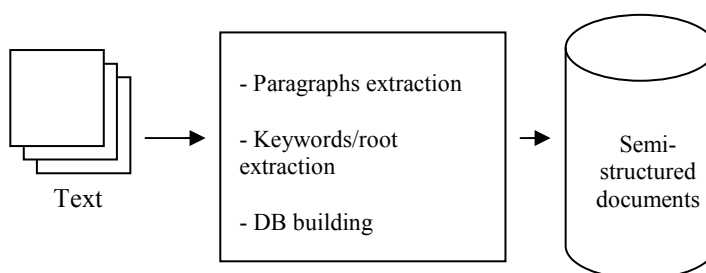 - Paragraphs extraction
- Keywords/root
extraction
- DB building
Text
Semi-
structured
documents